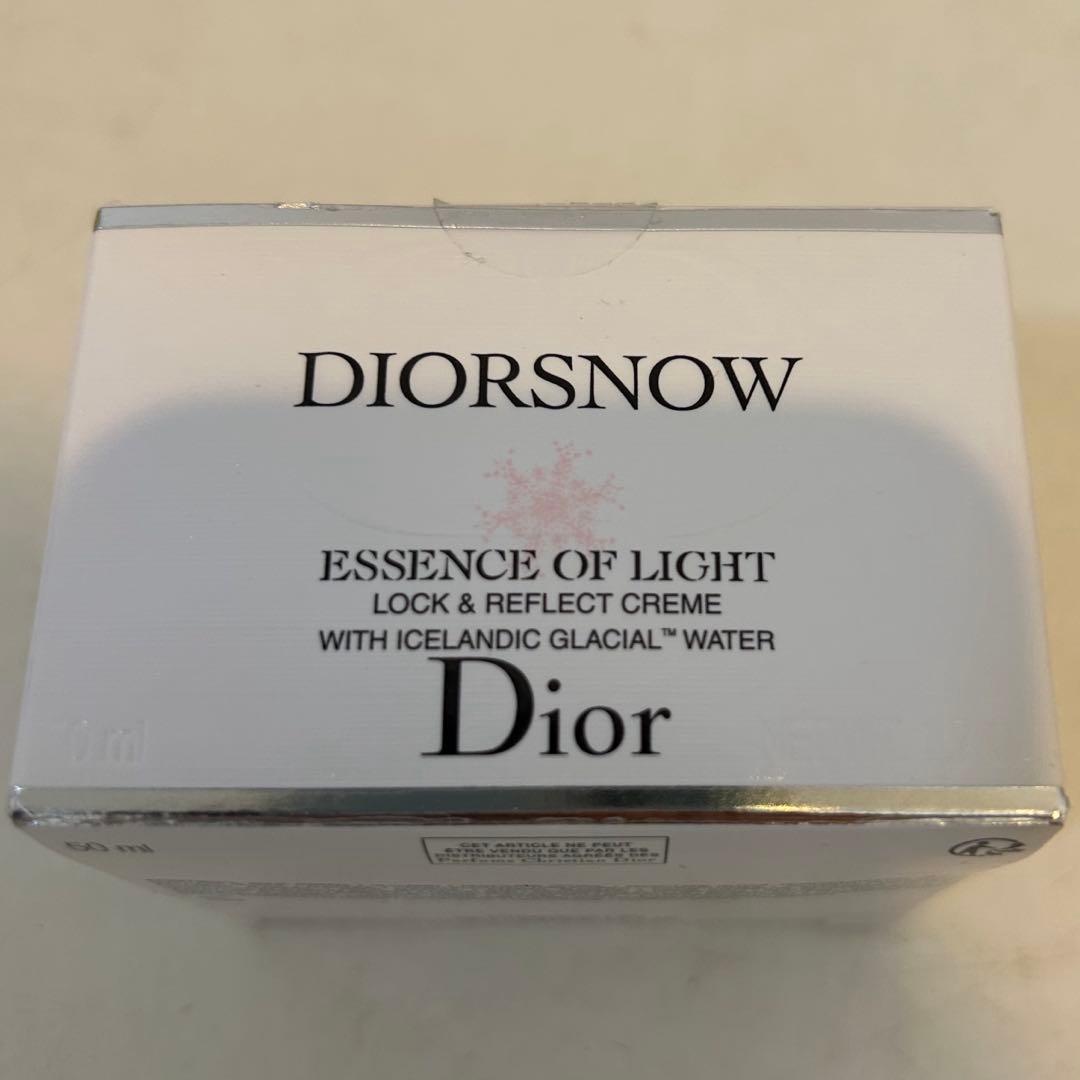 DIORSNOW
ESSENCE OF LIGHT
LOCK & REFLECT CREME
WITH ICELANDIC GLACIAL™ WATER
Dior
50 ml
CET ARTICLE NE PEUT
ÊTRE VENDU QUE PAR LES
DISTRIBUTEURS AGRÉÉS DES
Parfums Christian Dior